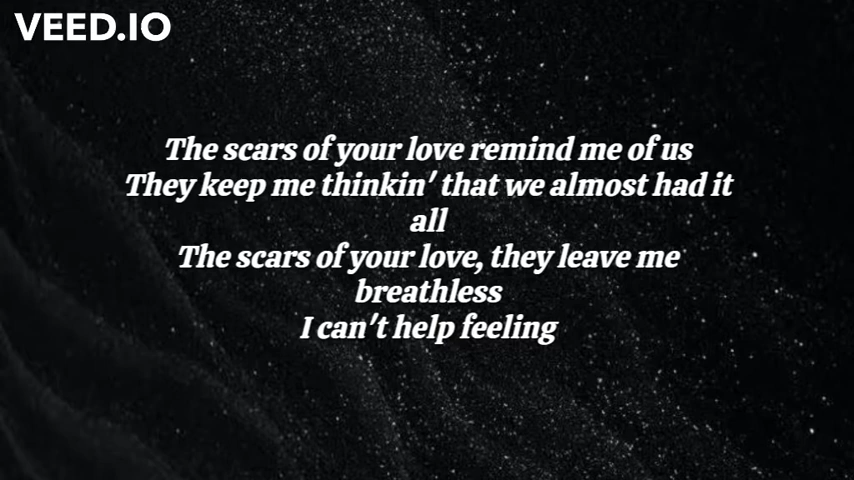 VEED.IO
The scars of your love remind me of us
They keep me thinkin' that we almost had it
all
The scars of your love, they leave me
breathless
I can't help feeling